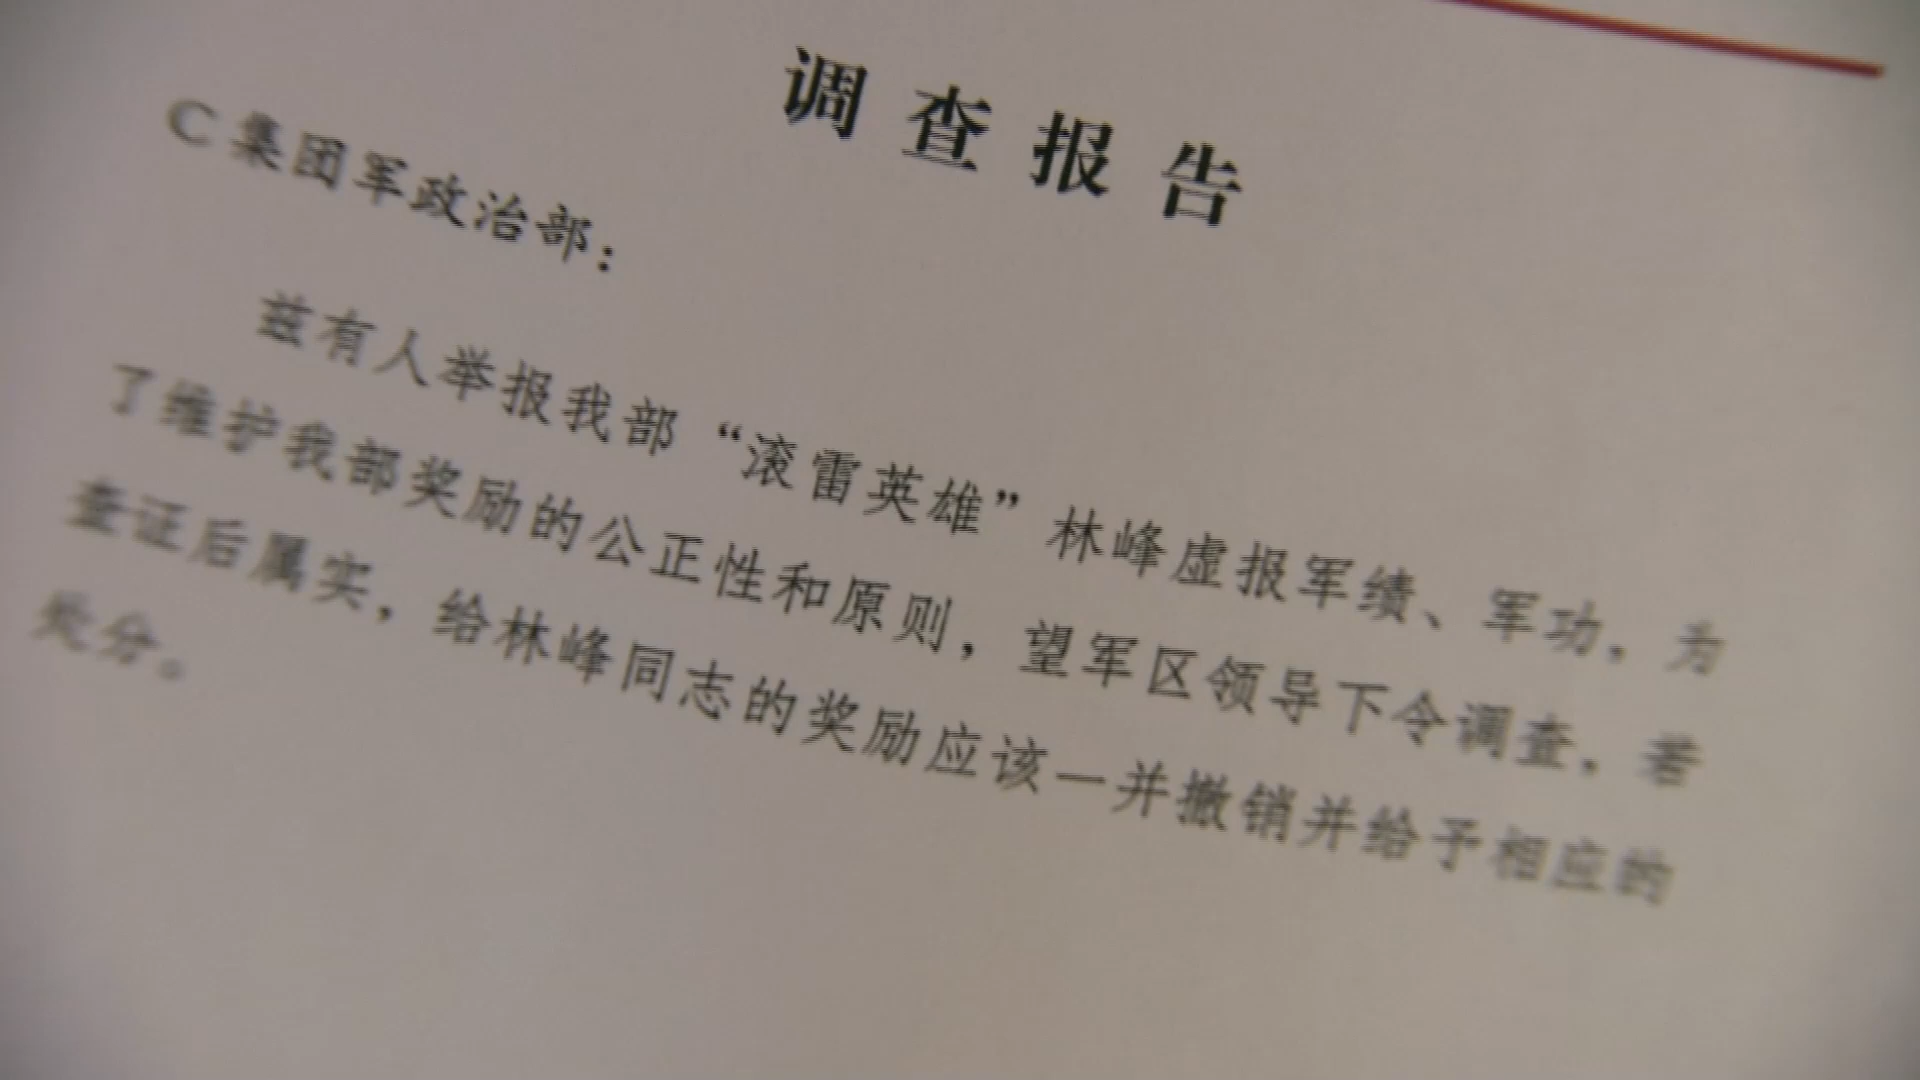 调查报告
C集团军政治部：
兹有人举报我部“滚雷英雄”林峰虚报军绩、军功，为
了维护我部奖励的公正性和原则，望军区领导下令调查，若
查证后属实，给林峰同志的奖励应该一并撤销并给予相应的
处分。